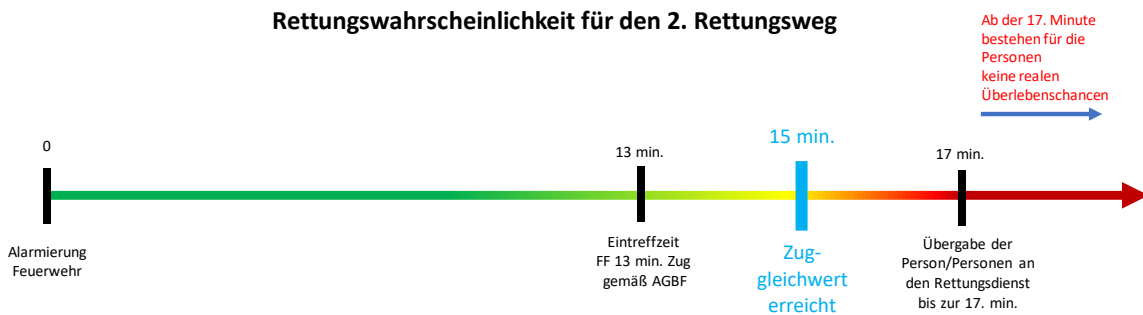 Rettungswahrscheinlichkeit für den 2. Rettungsweg
Ab der 17. Minute
bestehen für die
Personen
keine realen
Überlebenschancen
0
13 min.
15 min.
17 min.
Alarmierung
Feuerwehr
Eintreffzeit
FF 13 min. Zug
gemäß AGBF
Zug-
gleichwert
erreicht
Übergabe der
Person/Personen an
den Rettungsdienst
bis zur 17. min.